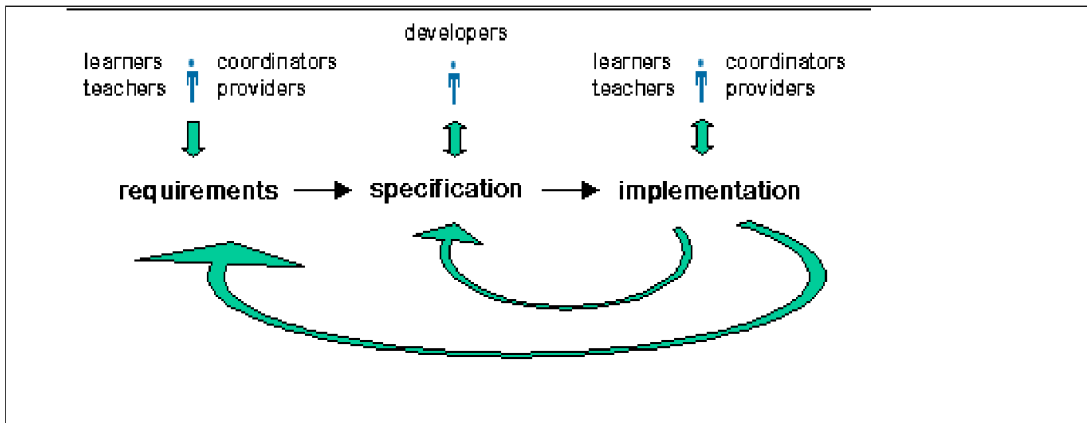 developers
learners coordinators
teachers providers
learners coordinators
teachers providers
requirements specification implementation